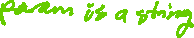 param is a string